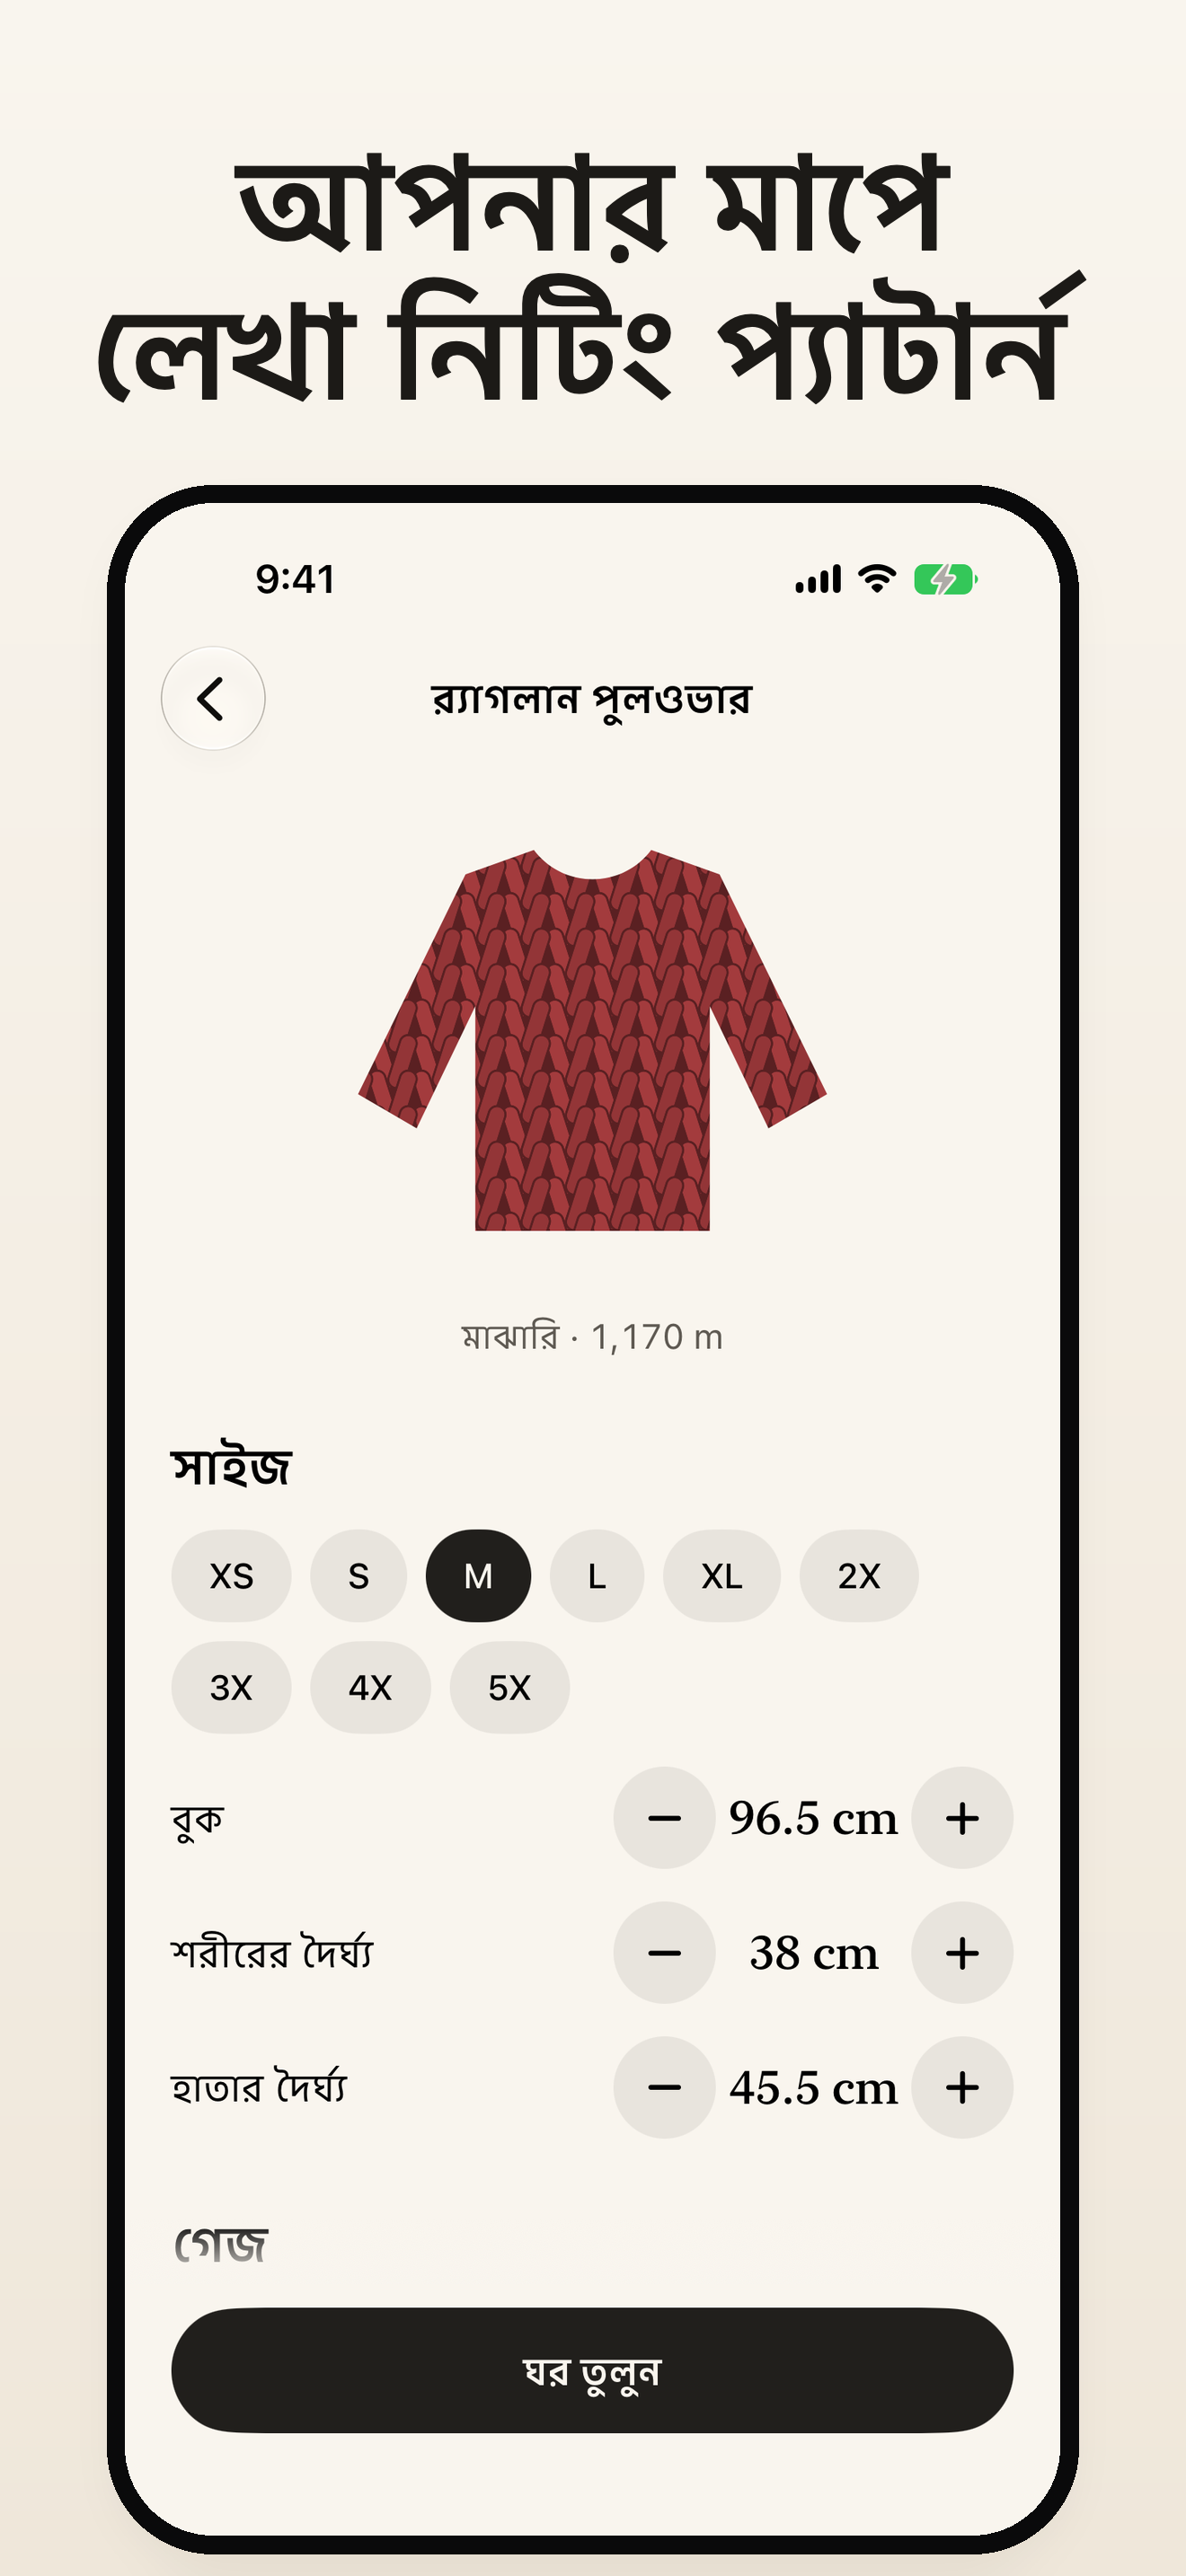 আপনার মাপে
লেখা নিটিং প্যাটার্ন
9:41
র‍্যাগলান পুলওভার
মাঝারি · 1,170 m
সাইজ
XS S M L XL 2X
3X 4X 5X
বুক 96.5 cm
শরীরের দৈর্ঘ্য 38 cm
হাতার দৈর্ঘ্য 45.5 cm
গেজ
ঘর তুলুন